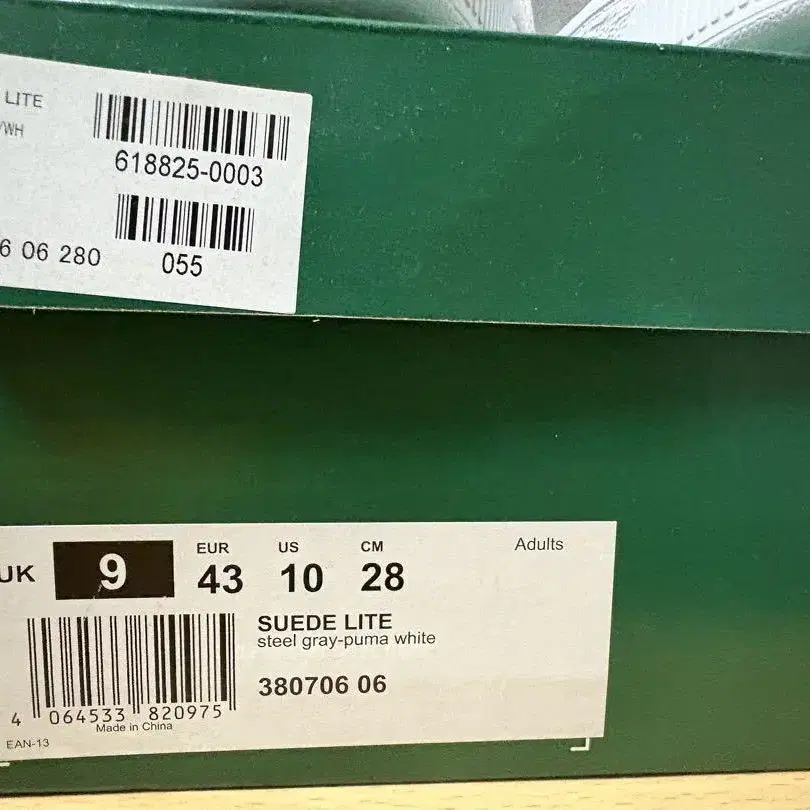 LITE
/WH
618825-0003
6 06 280
055
UK 9 EUR 43 US 10 CM 28 Adults
SUEDE LITE
steel gray-puma white
380706 06
4 064533 820975
Made in China
EAN-13